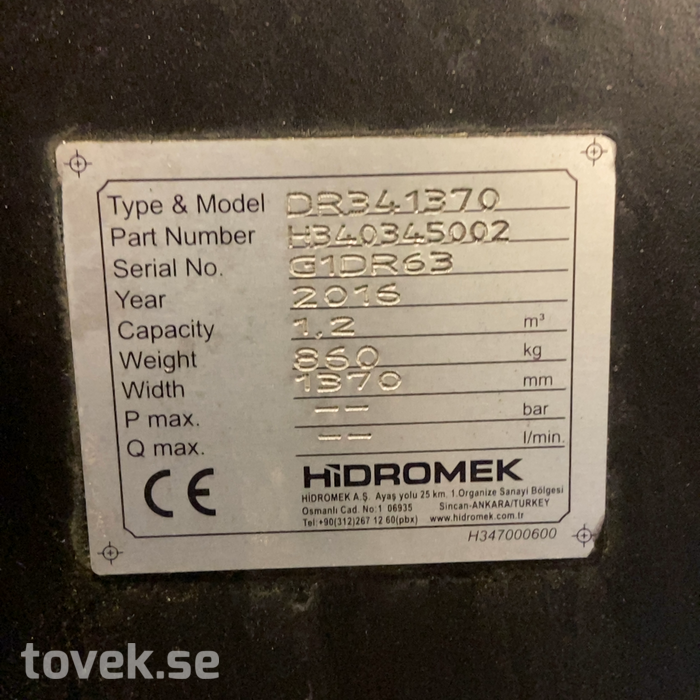 Type & Model DR341370
Part Number H340345002
Serial No. G1DR63
Year 2016
Capacity 1.2 m³
Weight 860 kg
Width 1370 mm
P max. -- bar
Q max. -- l/min.
CE HİDROMEK
HİDROMEK A.Ş. Ayaş yolu 25 km. 1.Organize Sanayi Bölgesi
Osmanlı Cad. No:1 06935 Sincan-ANKARA/TURKEY
Tel:+90(312)267 12 60(pbx) www.hidromek.com.tr
H347000600
tovek.se